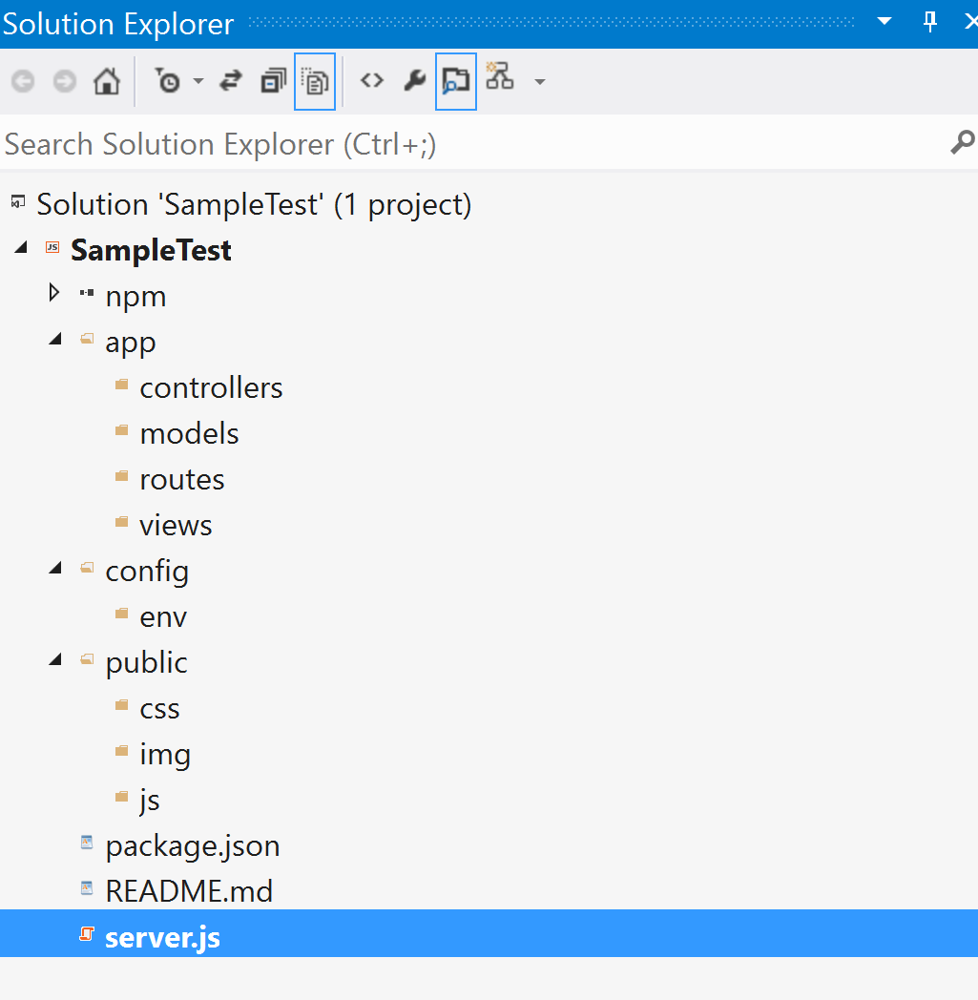 Solution Explorer
Search Solution Explorer (Ctrl+;)
Solution 'SampleTest' (1 project)
JS SampleTest
npm
app
controllers
models
routes
views
config
env
public
css
img
js
package.json
README.md
server.js